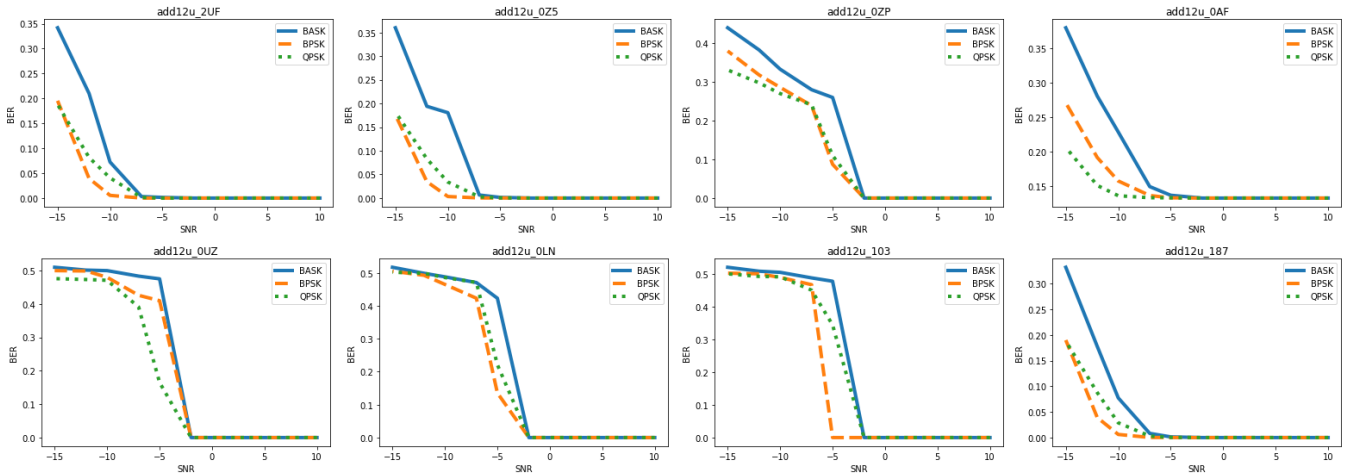 add12u_2UF
0.35
0.30
0.25
0.20
0.15
0.10
0.05
0.00
BER
−15
−10
−5
0
5
10
SNR
BASK
BPSK
QPSK
add12u_0Z5
0.35
0.30
0.25
0.20
0.15
0.10
0.05
0.00
BER
−15
−10
−5
0
5
10
SNR
BASK
BPSK
QPSK
add12u_0ZP
0.4
0.3
0.2
0.1
0.0
BER
−15
−10
−5
0
5
10
SNR
BASK
BPSK
QPSK
add12u_0AF
0.35
0.30
0.25
0.20
0.15
BER
−15
−10
−5
0
5
10
SNR
BASK
BPSK
QPSK
add12u_0UZ
0.5
0.4
0.3
0.2
0.1
0.0
BER
−15
−10
−5
0
5
10
SNR
BASK
BPSK
QPSK
add12u_0LN
0.5
0.4
0.3
0.2
0.1
0.0
BER
−15
−10
−5
0
5
10
SNR
BASK
BPSK
QPSK
add12u_103
0.5
0.4
0.3
0.2
0.1
0.0
BER
−15
−10
−5
0
5
10
SNR
BASK
BPSK
QPSK
add12u_187
0.30
0.25
0.20
0.15
0.10
0.05
0.00
BER
−15
−10
−5
0
5
10
SNR
BASK
BPSK
QPSK